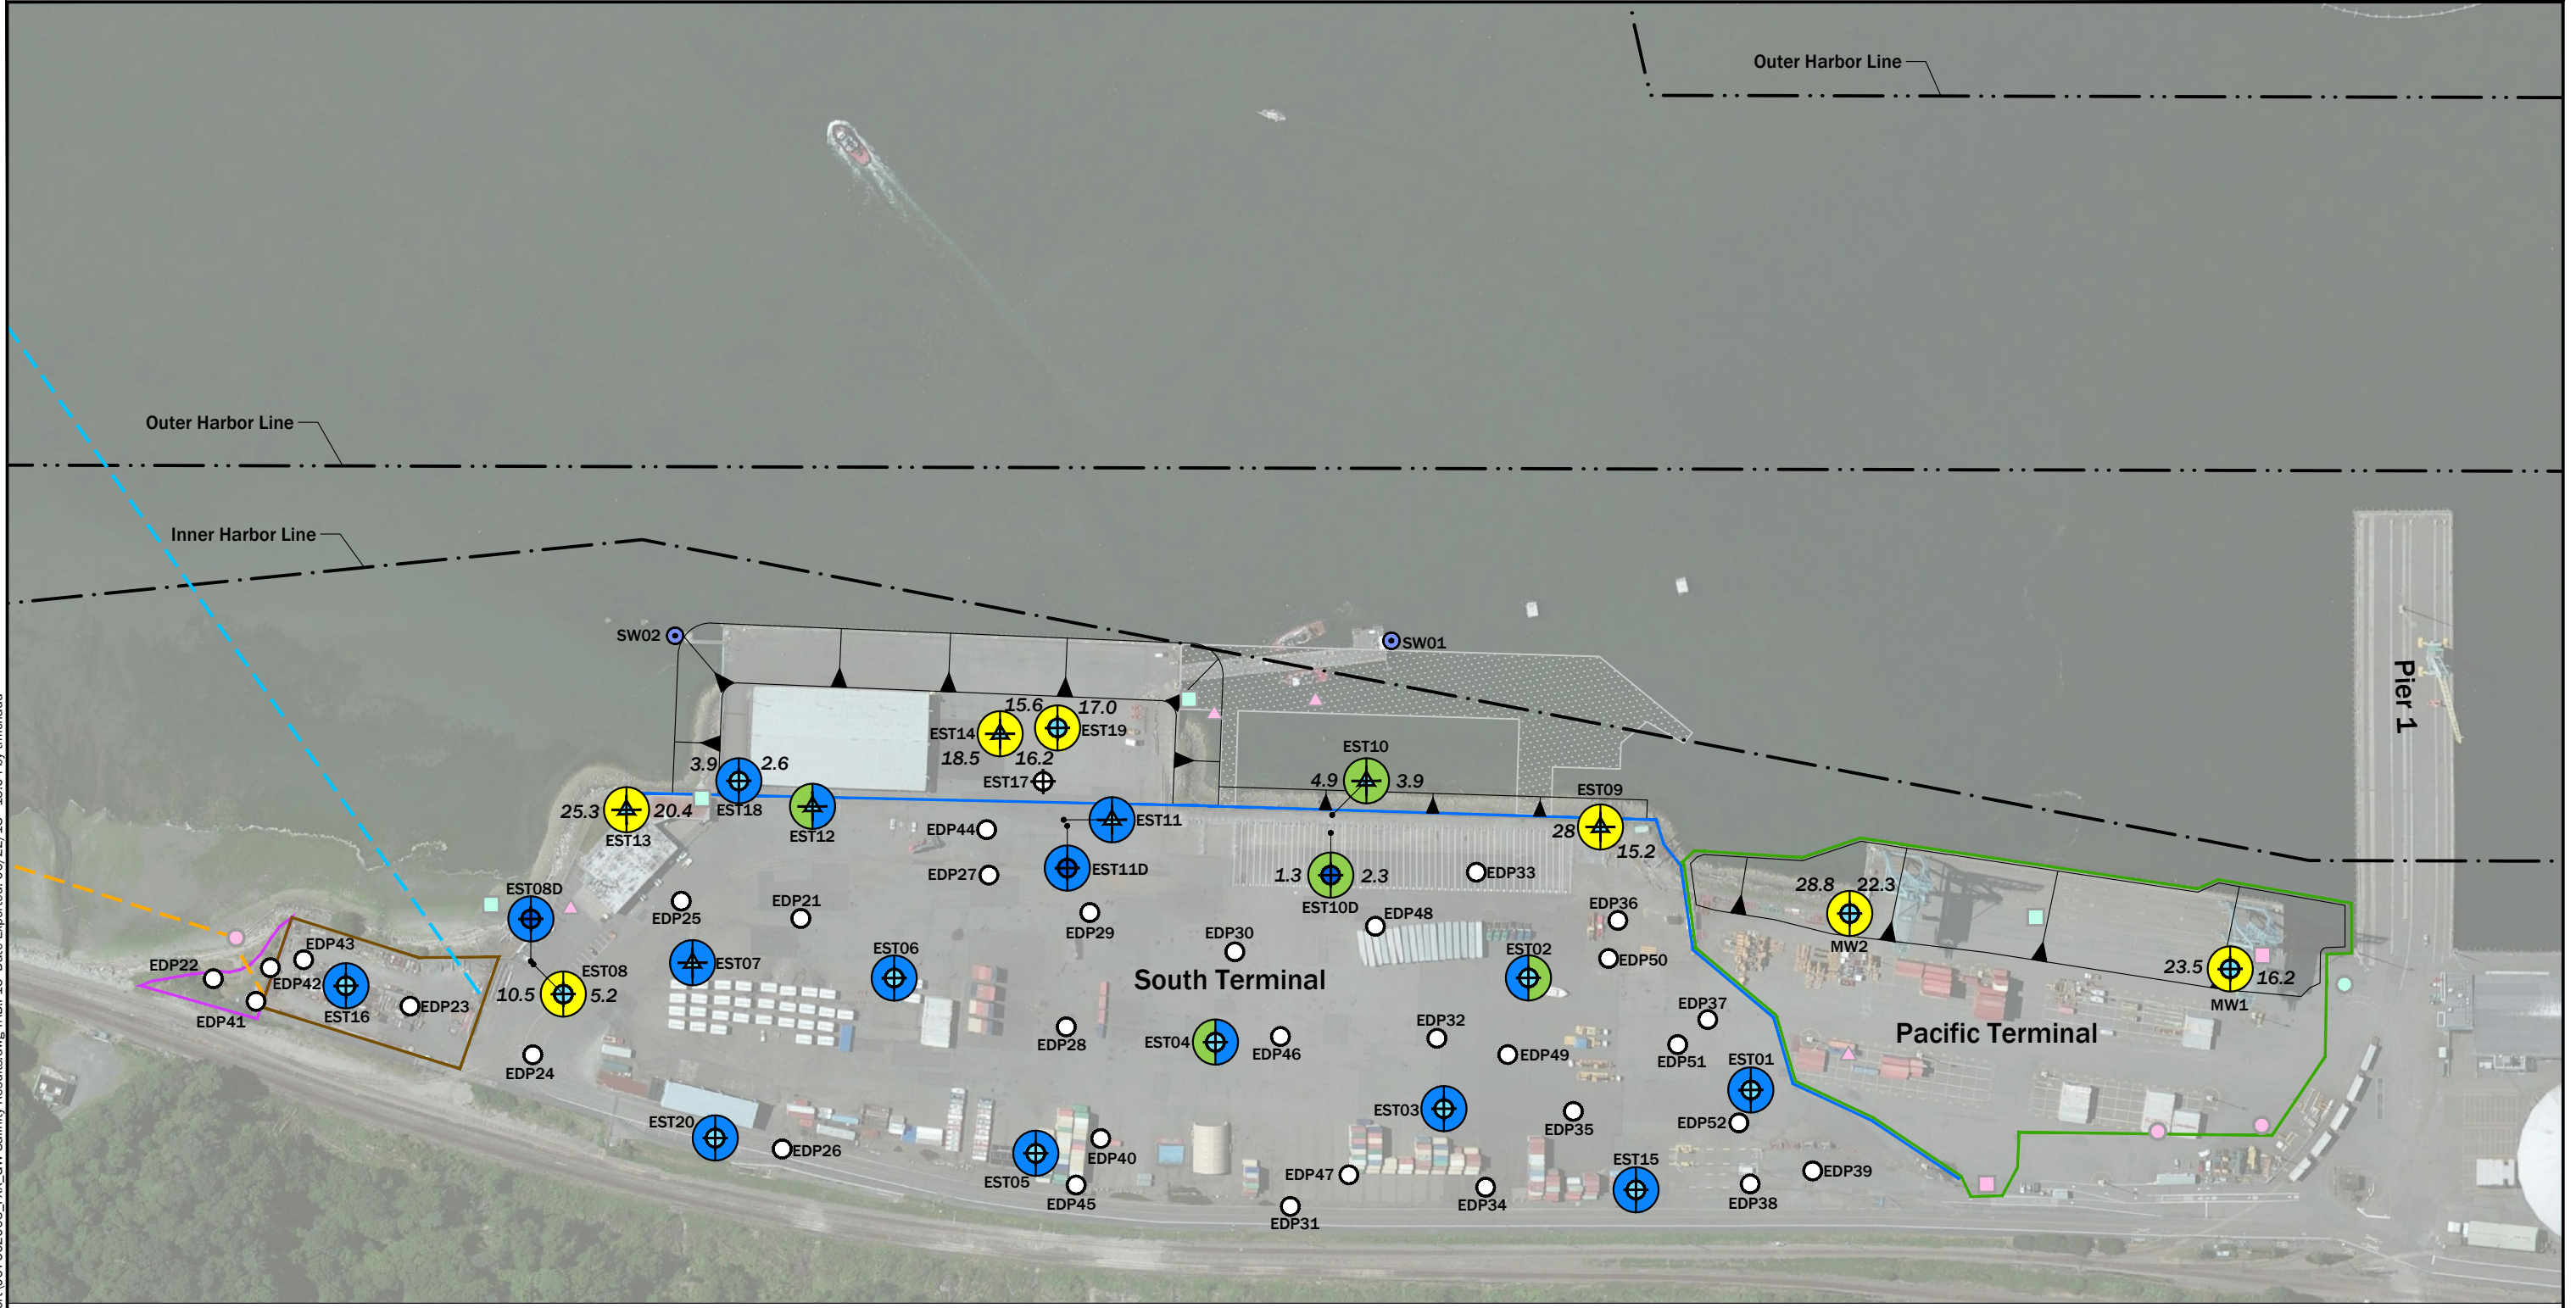 Outer Harbor Line
Outer Harbor Line
Inner Harbor Line
SW02
SW01
Pier 1
15.6
17.0
EST14
EST19
18.5
16.2
EST17
3.9
2.6
EST18
EST10
4.9
3.9
EST09
28
15.2
25.3
20.4
EST13
EST12
EST11
EDP44
EST11D
EDP27
1.3
2.3
EST10D
EDP33
28.8
22.3
MW2
EST08D
EDP25
EDP21
EDP29
EDP48
EDP36
EDP30
EDP43
EDP22
EDP42
EST16
EDP23
EDP41
EST08
10.5
5.2
EST07
EST06
South Terminal
EST02
EDP50
23.5
16.2
MW1
EDP37
Pacific Terminal
EDP24
EDP28
EST04
EDP46
EDP32
EDP49
EDP51
EST01
EST20
EDP26
EST05
EDP40
EDP45
EST03
EDP35
EDP52
EDP47
EDP31
EDP34
EST15
EDP38
EDP39